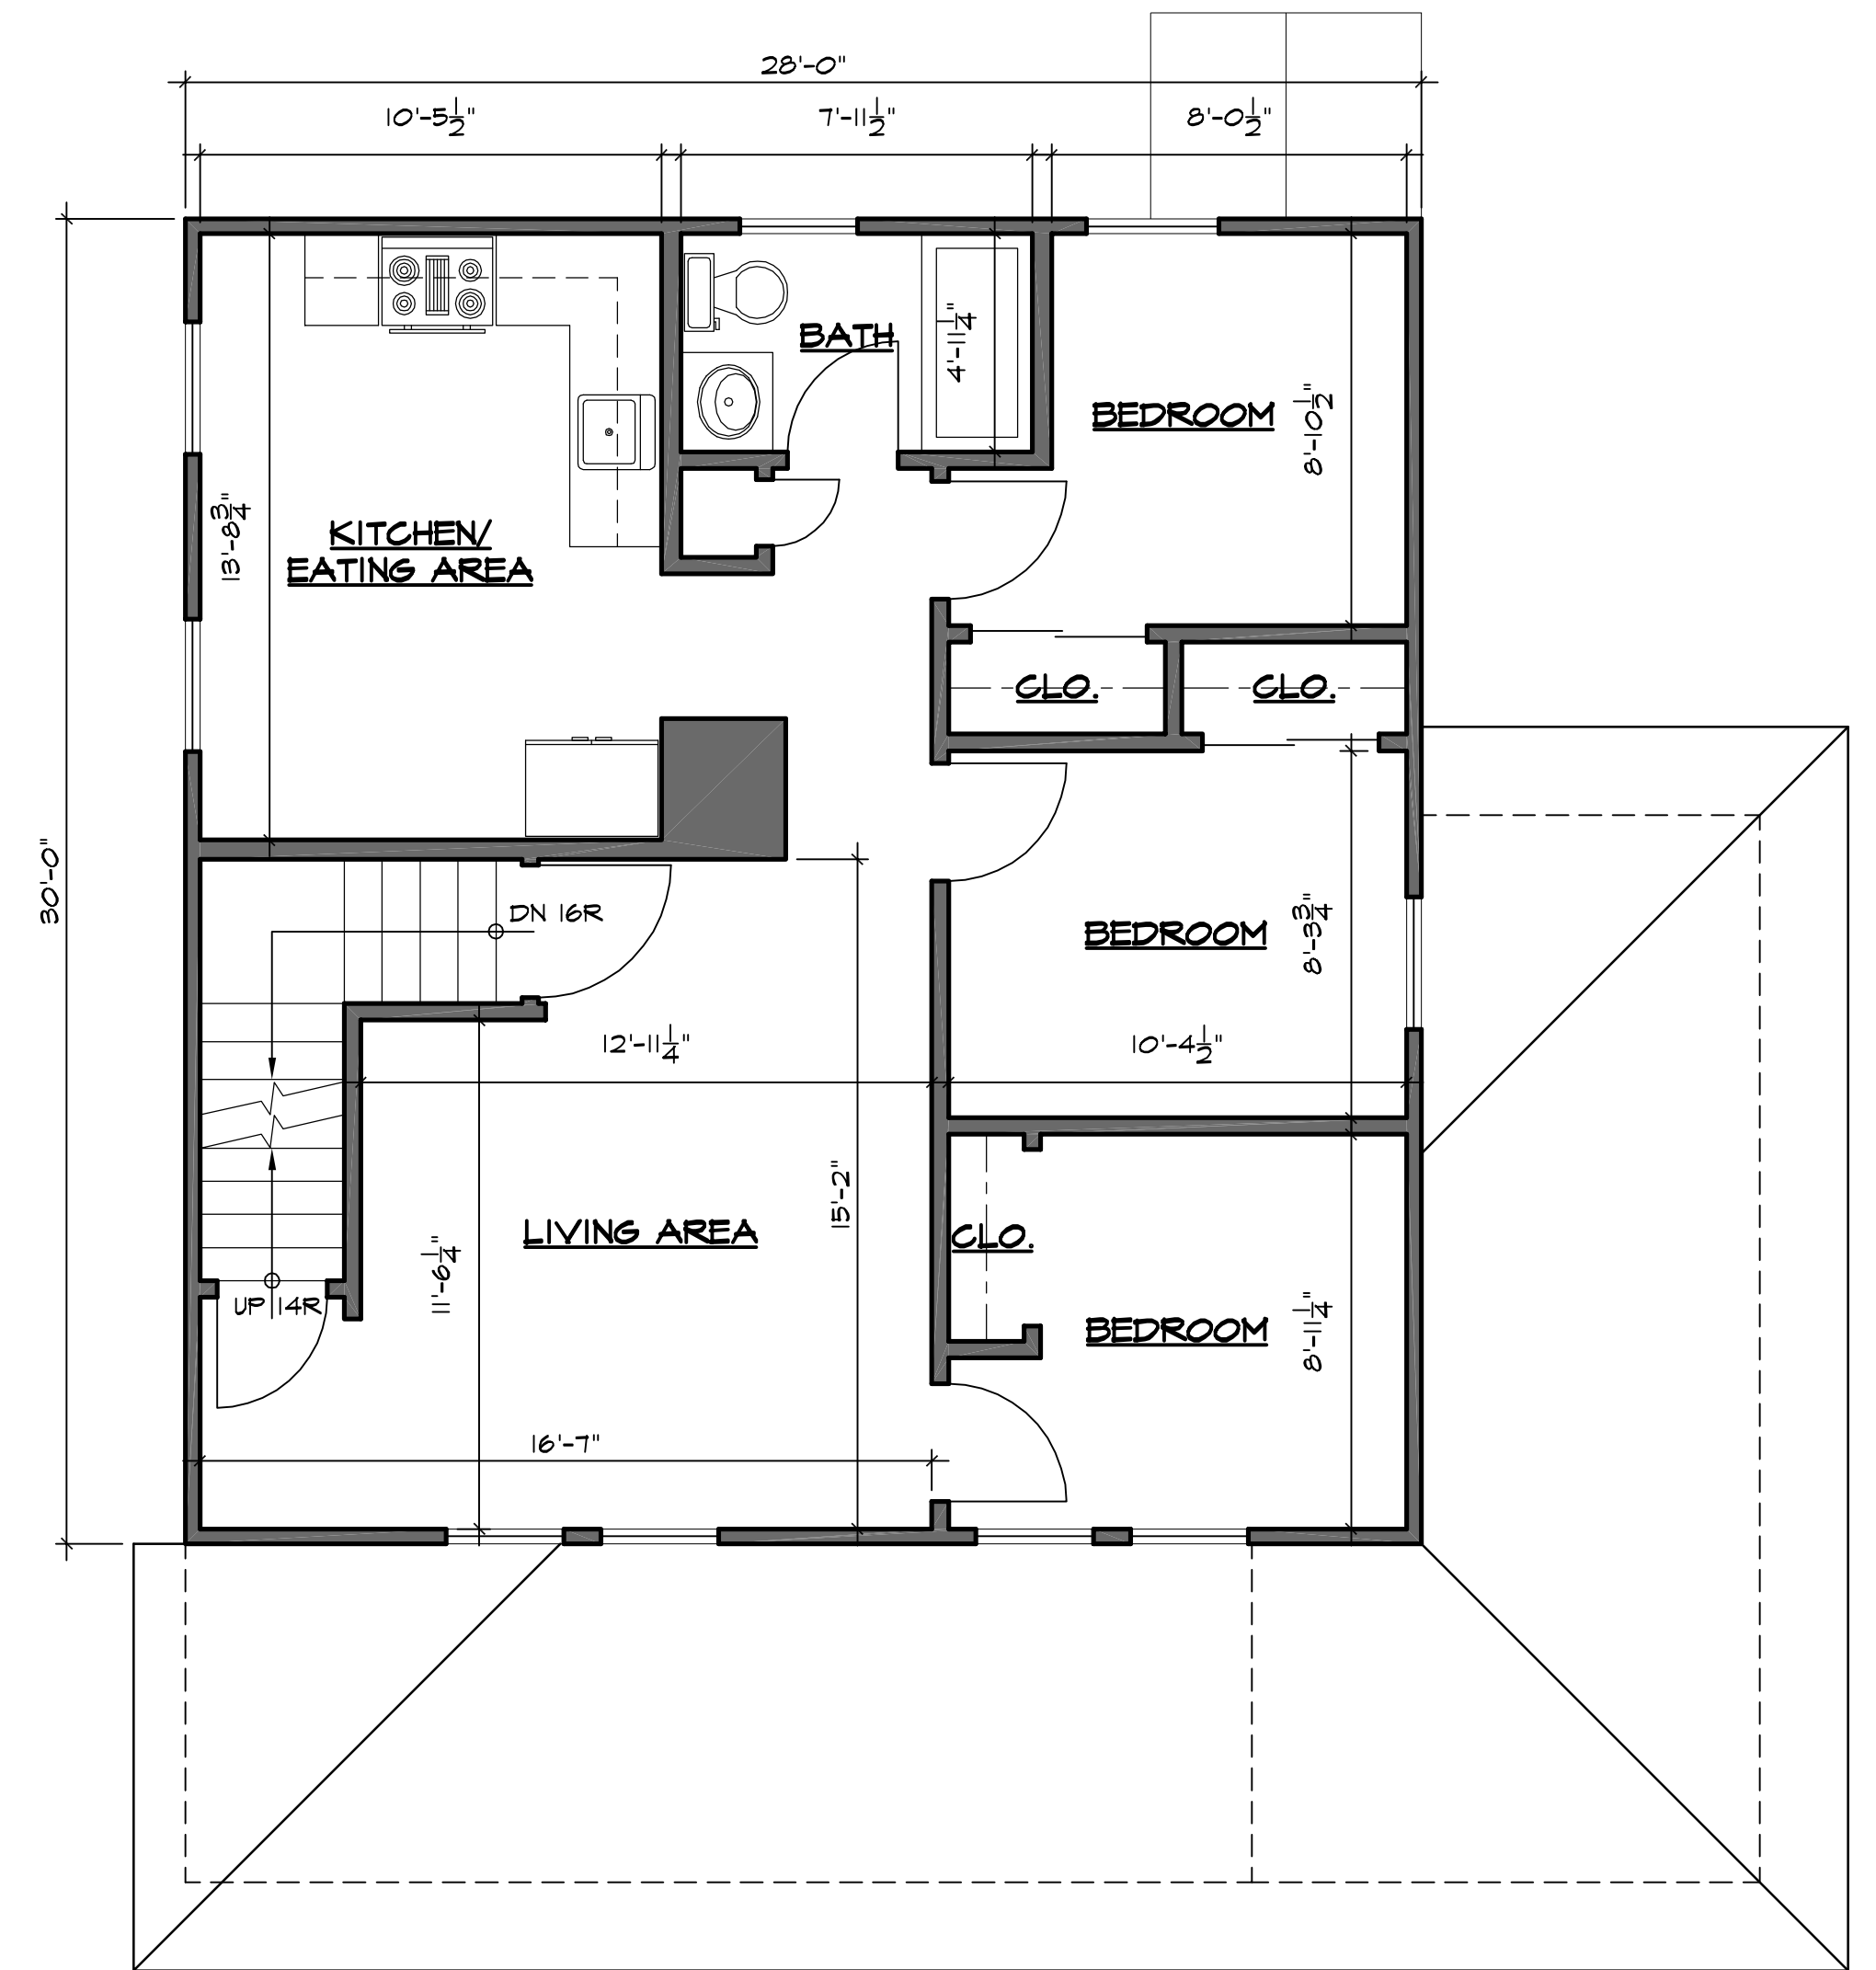 28'-0"
10'-5 1/2"
7'-11 1/2"
8'-0 1/2"
BATH
4'-11 1/4"
BEDROOM
8'-10 1/2"
13'-8 3/4"
KITCHEN/
EATING AREA
CLO.
CLO.
30'-0"
DN 16R
BEDROOM
8'-3 3/4"
12'-11 1/4"
10'-4 1/2"
15'-2"
LIVING AREA
11'-6 1/4"
CLO.
UP 14R
BEDROOM
8'-11 1/4"
16'-7"